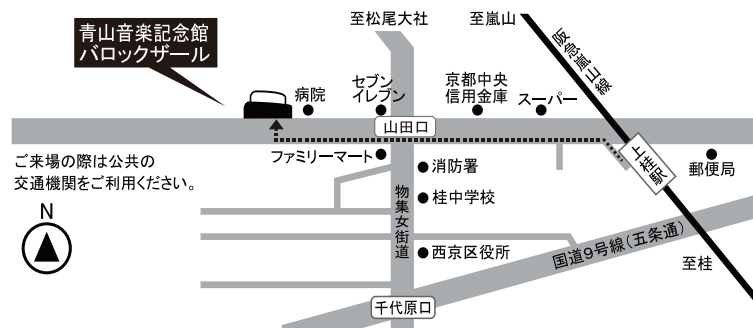 青山音楽記念館
バロックザール
至松尾大社
至嵐山
阪急嵐山線
病院
セブン
イレブン
京都中央
信用金庫
スーパー
山田口
ご来場の際は公共の
交通機関をご利用ください。
ファミリーマート
消防署
上桂駅
郵便局
物集女街道
桂中学校
N
西京区役所
国道9号線(五条通)
至桂
千代原口